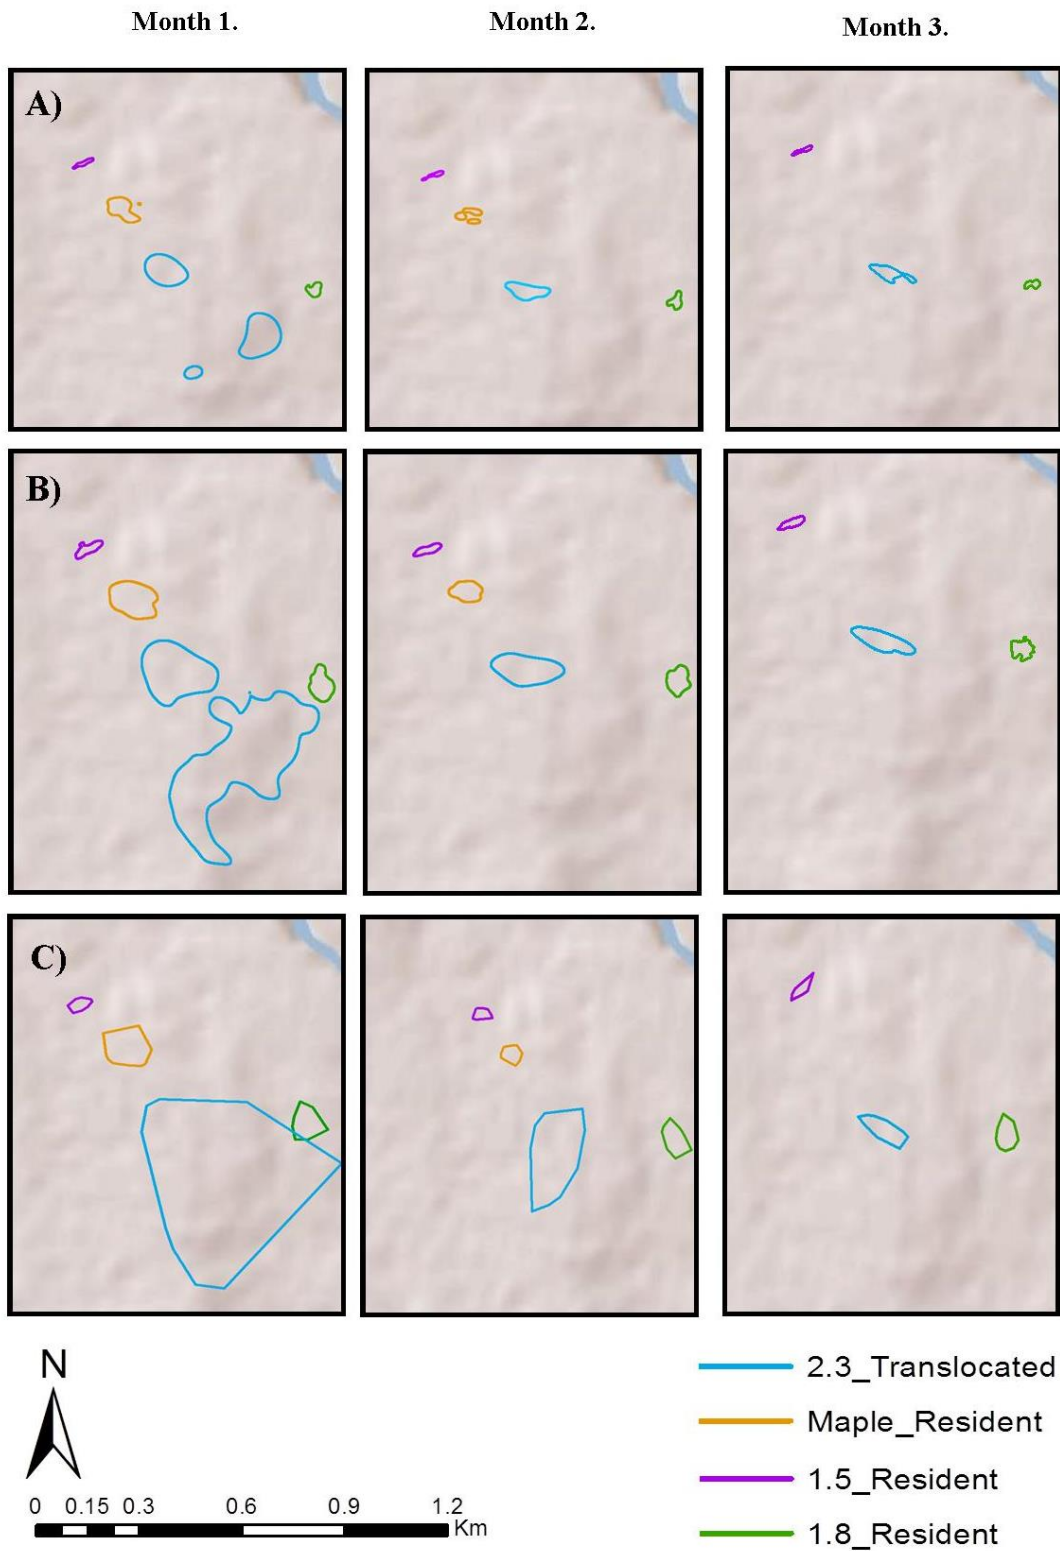 Month 1.
Month 2.
Month 3.
A)
B)
C)
N
0 0.15 0.3 0.6 0.9 1.2
Km
2.3_Translocated
Maple_Resident
1.5_Resident
1.8_Resident